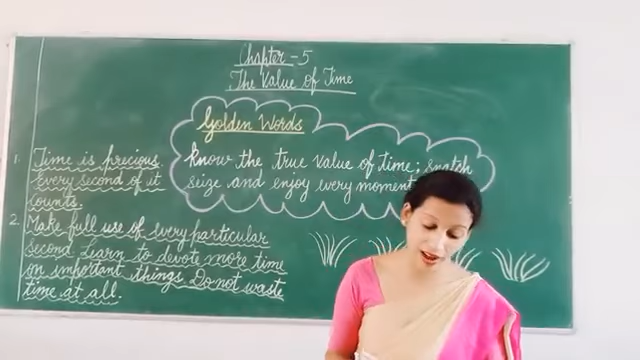 Chapter - 5
The Value of Time
Golden Words
know the true value of time; snatch
seize and enjoy every moment
1. Time is precious
every second of it
counts.
2. Make full use of every particular
second. Learn to devote more time
on important things. Do not waste
time at all.